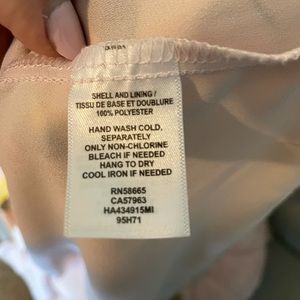 SHELL AND LINING /
TISSU DE BASE ET DOUBLURE
100% POLYESTER
HAND WASH COLD.
SEPARATELY
ONLY NON-CHLORINE
BLEACH IF NEEDED
HANG TO DRY
COOL IRON IF NEEDED
RN58665
CA57963
HA434915MI
95H71